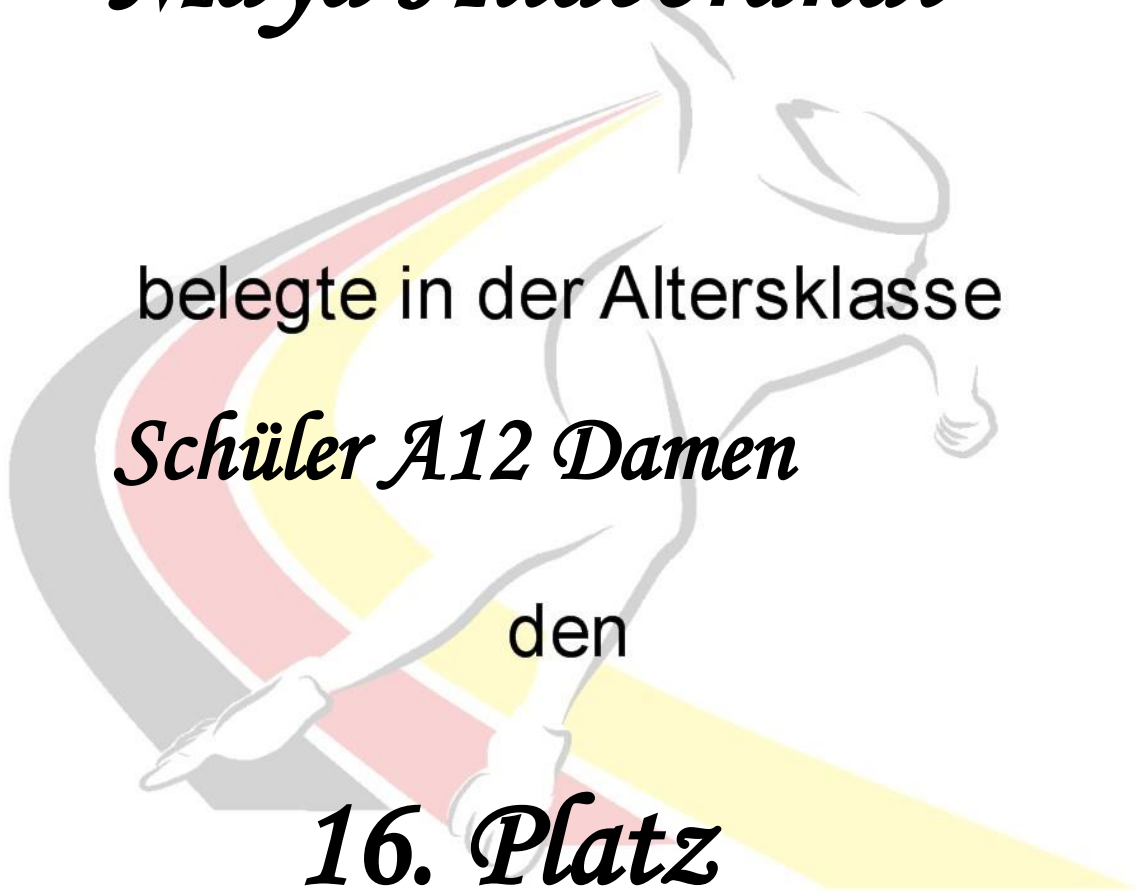 belegte in der Altersklasse
Schüler A12 Damen
den
16. Platz